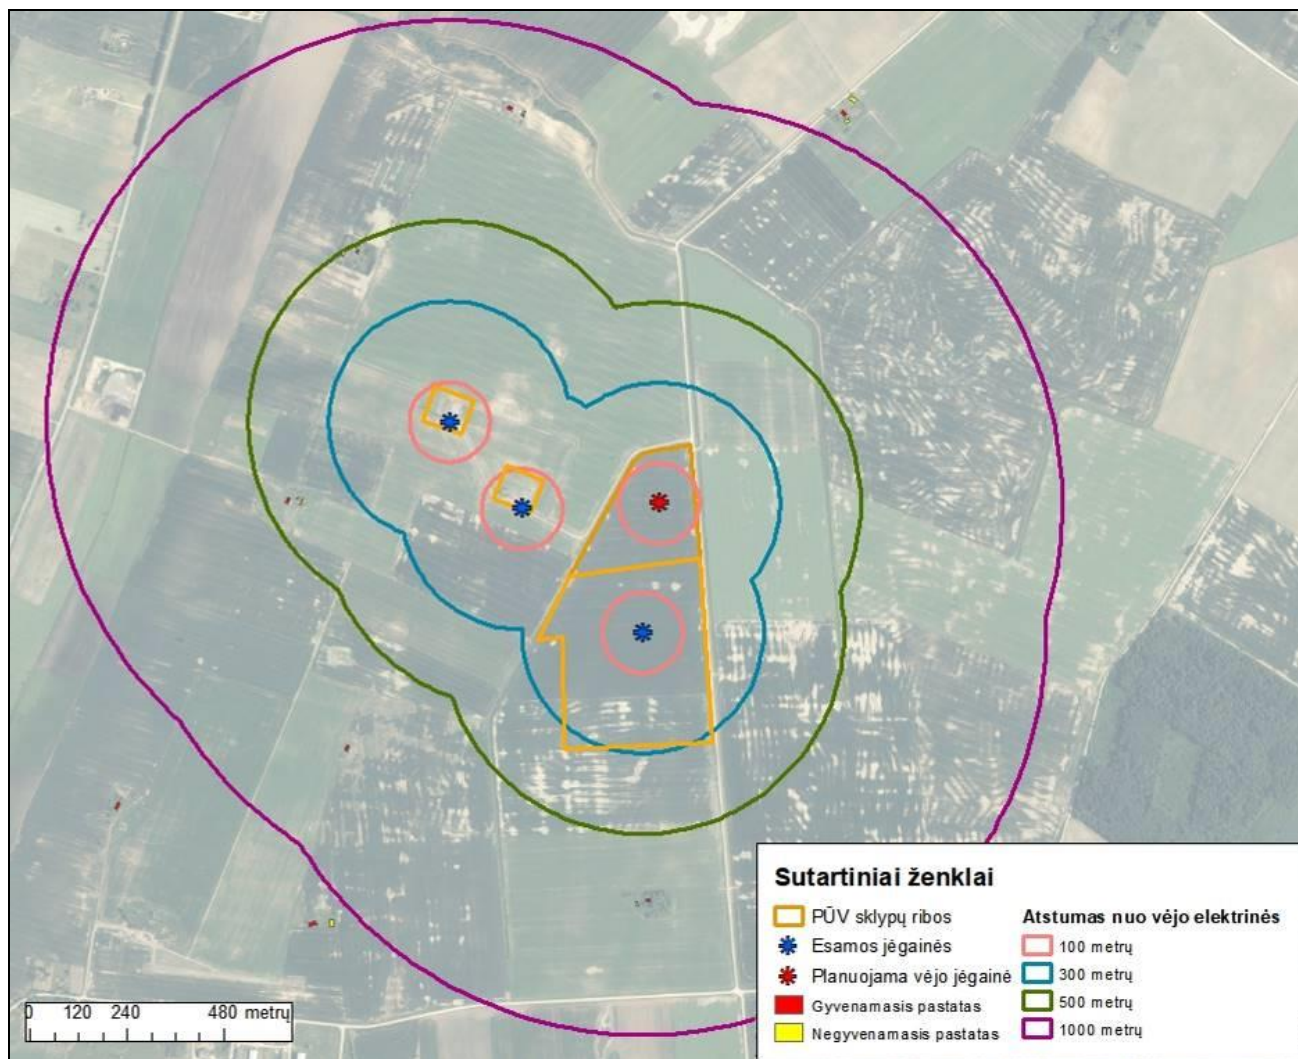 Sutartiniai ženklai
PŪV sklypų ribos
Esamos jėgainės
Planuojama vėjo jėgainė
Gyvenamasis pastatas
Negyvenamasis pastatas
Atstumas nuo vėjo elektrinės
100 metrų
300 metrų
500 metrų
1000 metrų
0 120 240 480 metrų